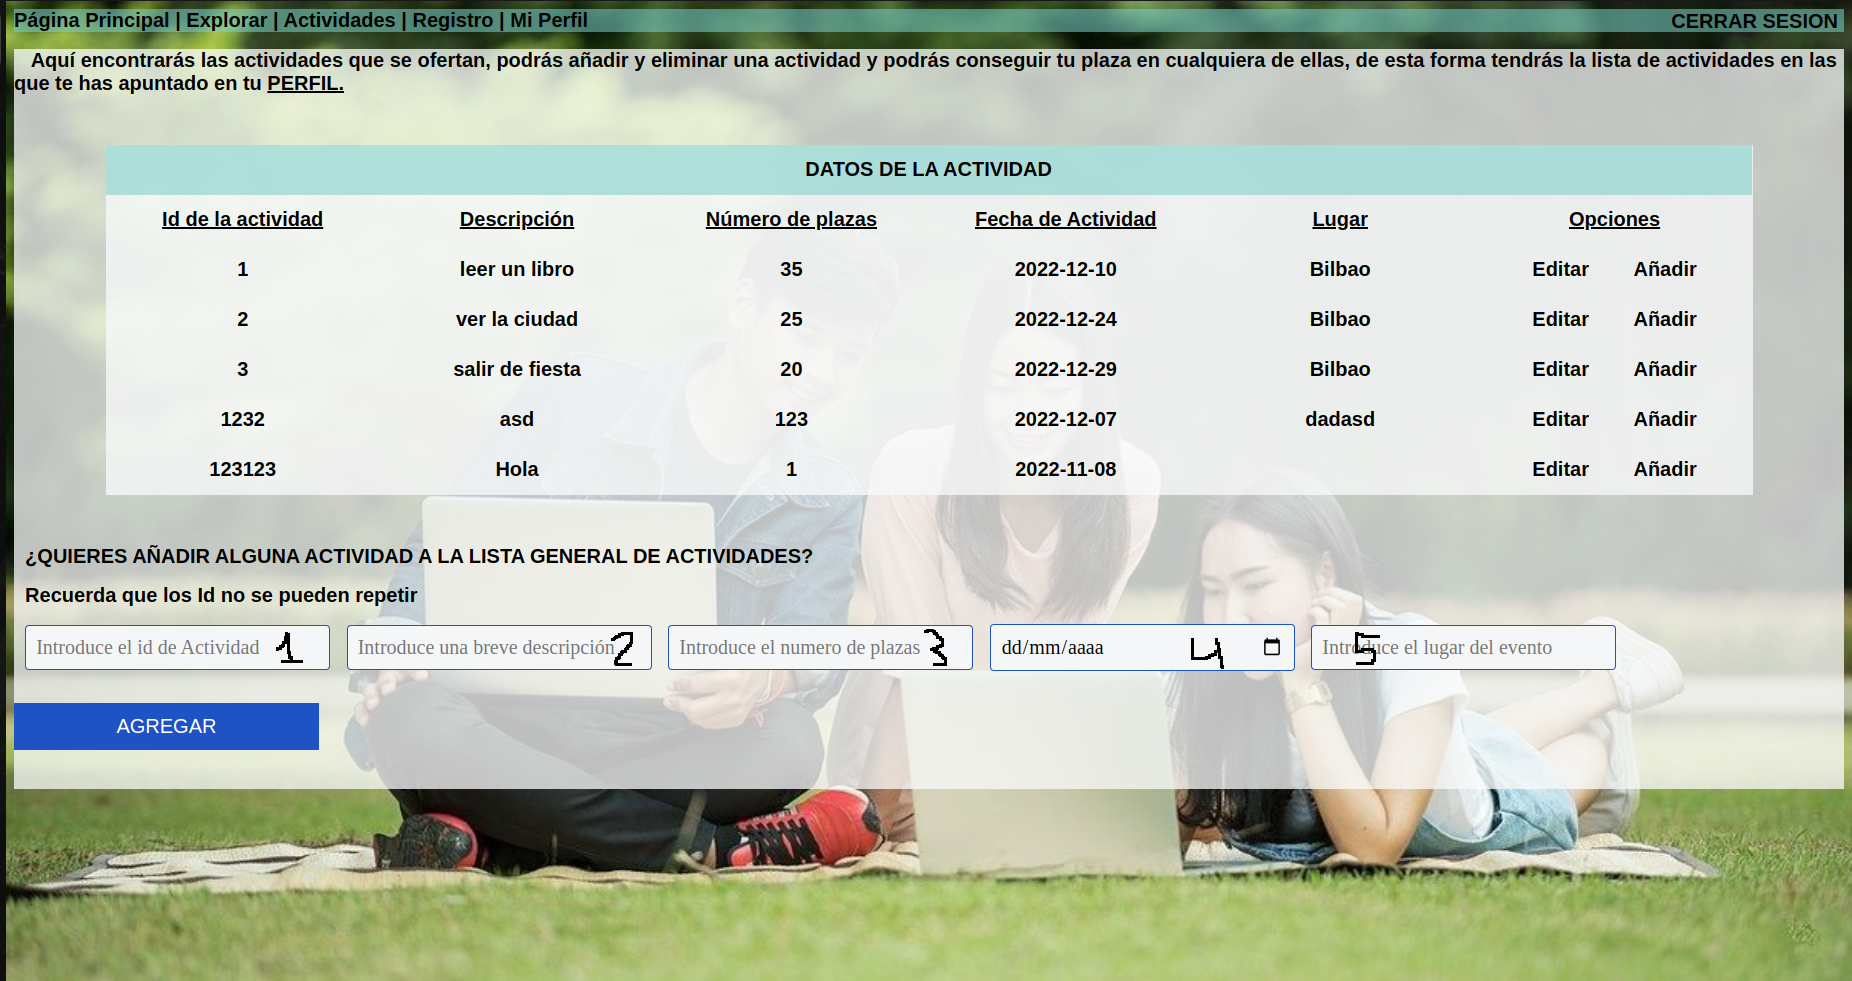 Página Principal | Explorar | Actividades | Registro | Mi Perfil CERRAR SESION
Aquí encontrarás las actividades que se ofertan, podrás añadir y eliminar una actividad y podrás conseguir tu plaza en cualquiera de ellas, de esta forma tendrás la lista de actividades en las
que te has apuntado en tu PERFIL.
DATOS DE LA ACTIVIDAD
Id de la actividad Descripción Número de plazas Fecha de Actividad Lugar Opciones
1 leer un libro 35 2022-12-10 Bilbao Editar Añadir
2 ver la ciudad 25 2022-12-24 Bilbao Editar Añadir
3 salir de fiesta 20 2022-12-29 Bilbao Editar Añadir
1232 asd 123 2022-12-07 dadasd Editar Añadir
123123 Hola 1 2022-11-08 Editar Añadir
¿QUIERES AÑADIR ALGUNA ACTIVIDAD A LA LISTA GENERAL DE ACTIVIDADES?
Recuerda que los Id no se pueden repetir
Introduce el id de Actividad 1 Introduce una breve descripción 2 Introduce el numero de plazas 3 dd/mm/aaaa 4 Introduce el lugar del evento 5
AGREGAR